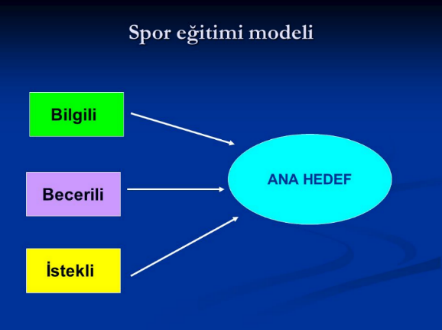 Spor eğitimi modeli
Bilgili
Becerili
ANA HEDEF
İstekli